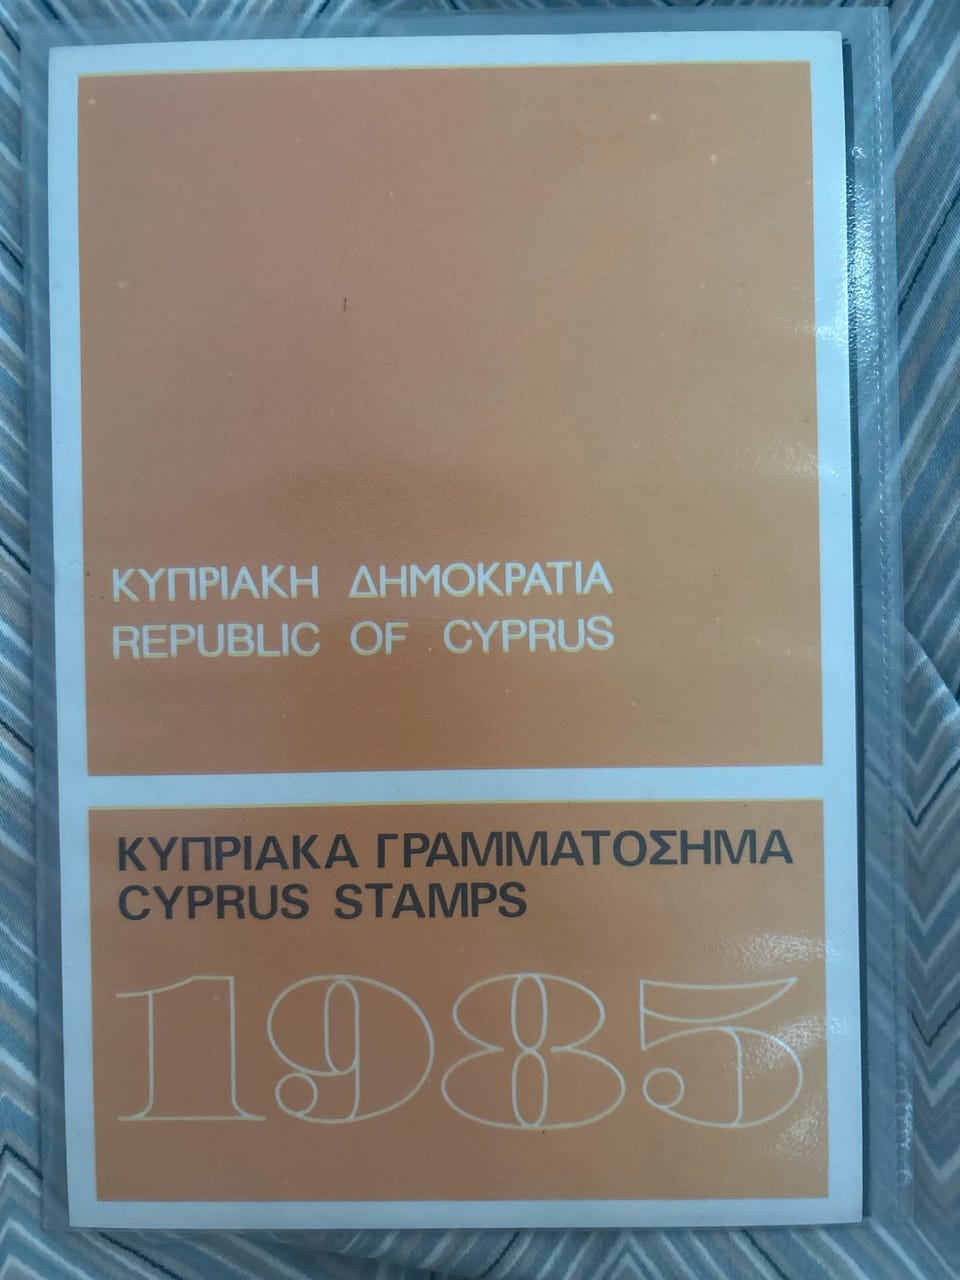 ΚΥΠΡΙΑΚΗ ΔΗΜΟΚΡΑΤΙΑ
REPUBLIC OF CYPRUS
ΚΥΠΡΙΑΚΑ ΓΡΑΜΜΑΤΟΣΗΜΑ
CYPRUS STAMPS
1985